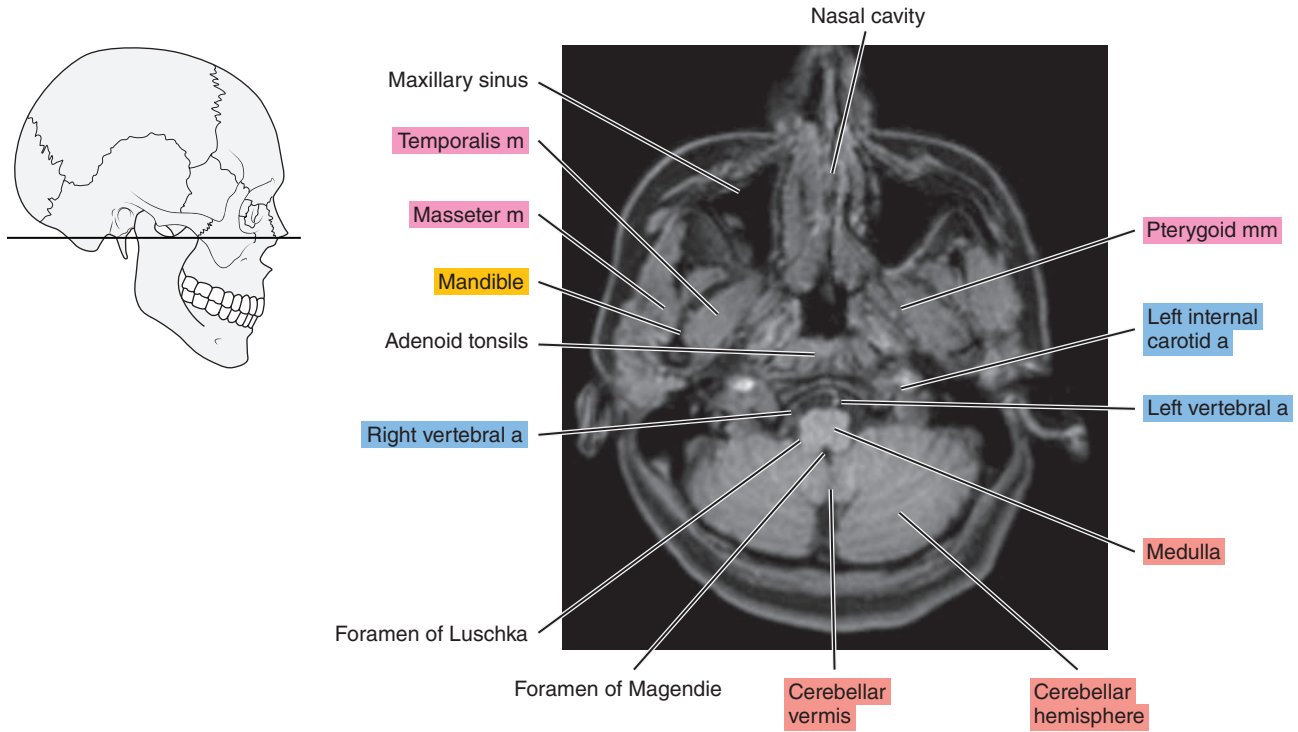 Nasal cavity
Maxillary sinus
Temporalis m
Masseter m
Mandible
Adenoid tonsils
Right vertebral a
Foramen of Luschka
Foramen of Magendie
Cerebellar
vermis
Cerebellar
hemisphere
Medulla
Left vertebral a
Left internal
carotid a
Pterygoid mm